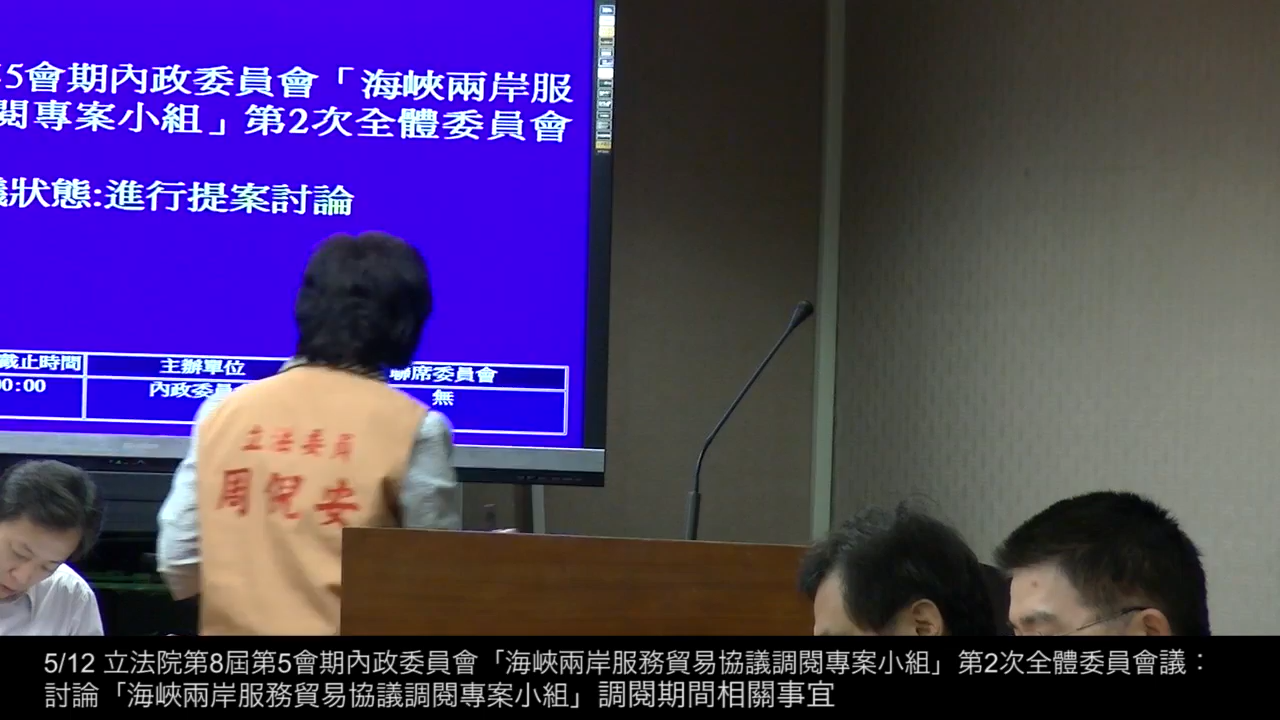 5會期內政委員會「海峽兩岸服
閱專案小組」第2次全體委員會
議狀態:進行提案討論
截止時間 主辦單位 聯席委員會
00:00 內政委員 無
立法委員
周倪安
5/12 立法院第8屆第5會期內政委員會「海峽兩岸服務貿易協議調閱專案小組」第2次全體委員會議：
討論「海峽兩岸服務貿易協議調閱專案小組」調閱期間相關事宜